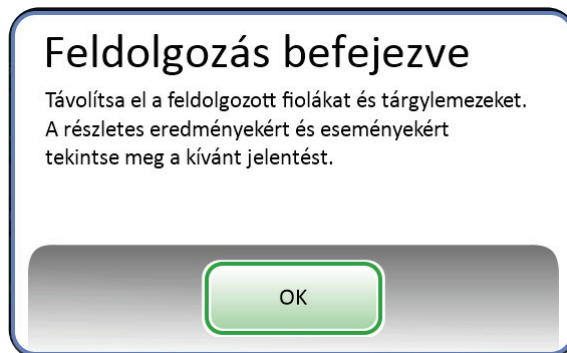 Feldolgozás befejezve
Távolítsa el a feldolgozott fiolákat és tárgylemezeket.
A részletes eredményekért és eseményekért
tekintse meg a kívánt jelentést.
OK